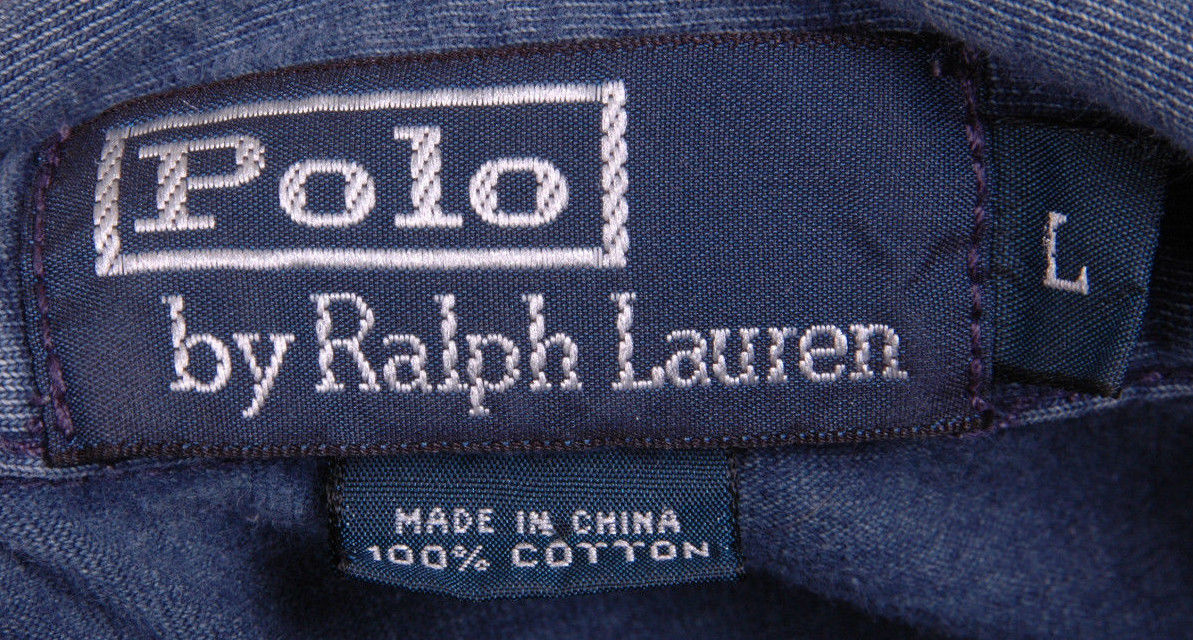 Polo
by Ralph Lauren
L
MADE IN CHINA
100% COTTON